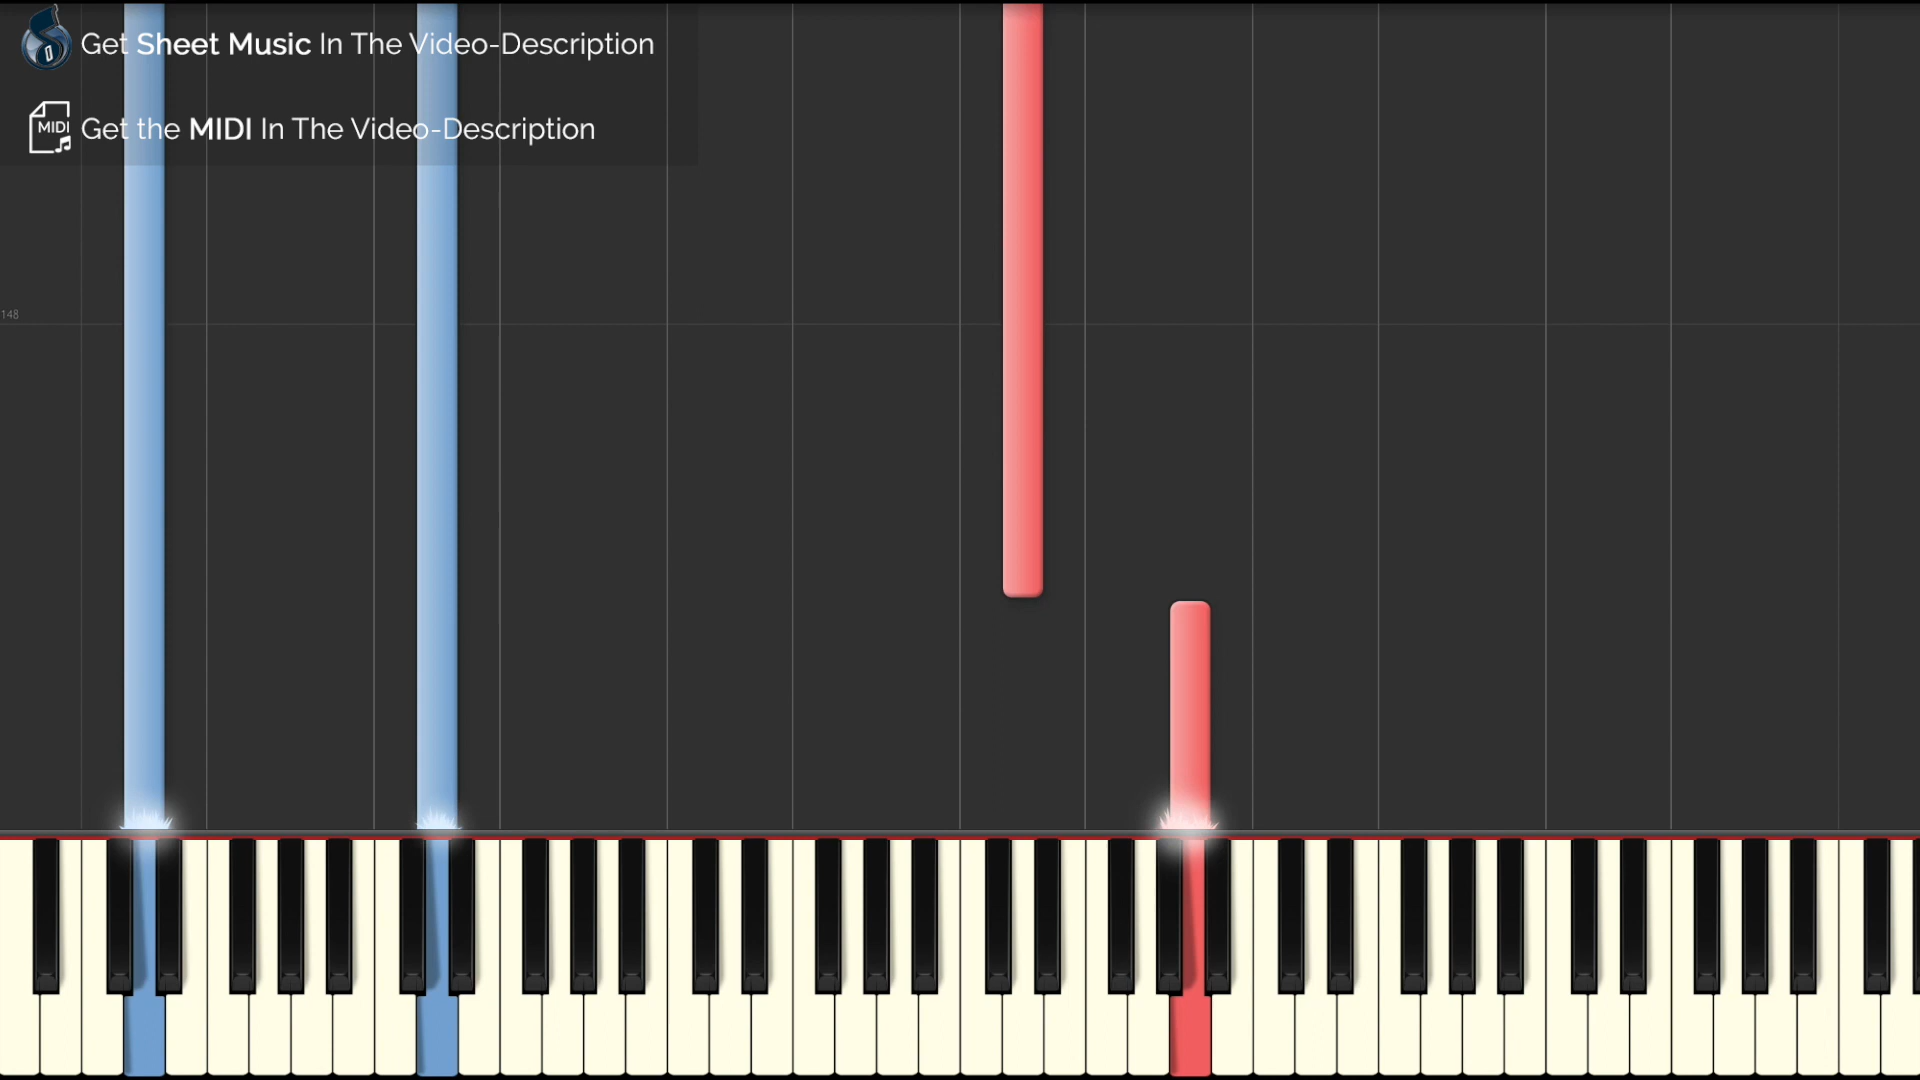 Get Sheet Music In The Video-Description
MIDI Get the MIDI In The Video-Description
148